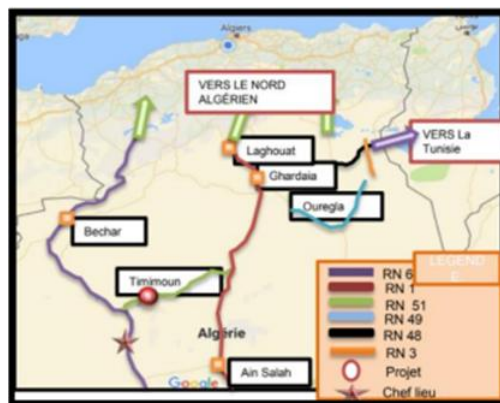 Algiers
VERS LE NORD
ALGÉRIEN
VERS La
Tunisie
Laghouat
Ghardaia
Ouregla
Bechar
Timimoun
Algérie
Ain Salah
Google
LEGEND
E
RN 6
RN 1
RN 51
RN 49
RN 48
RN 3
Projet
Chef lieu